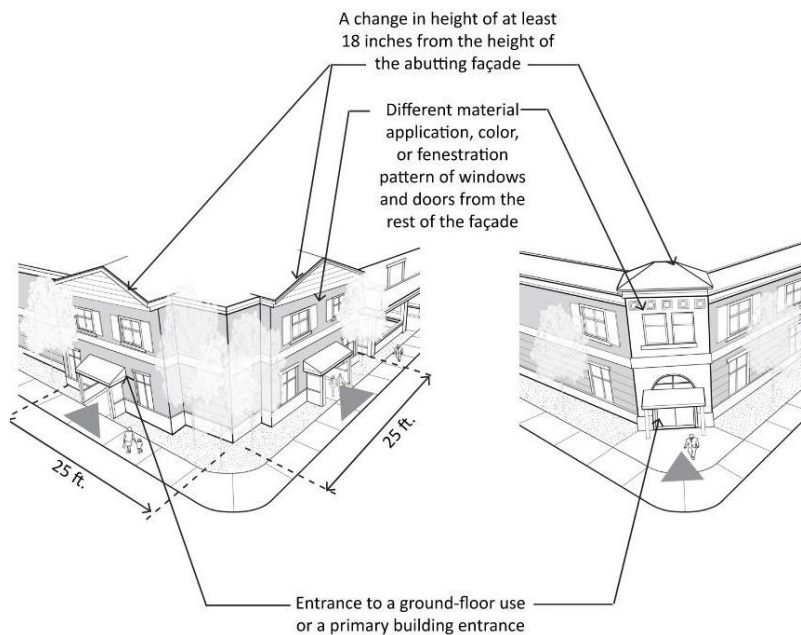 A change in height of at least
18 inches from the height of
the abutting façade
Different material
application, color,
or fenestration
pattern of windows
and doors from the
rest of the façade
25 ft.
25 ft.
Entrance to a ground-floor use
or a primary building entrance